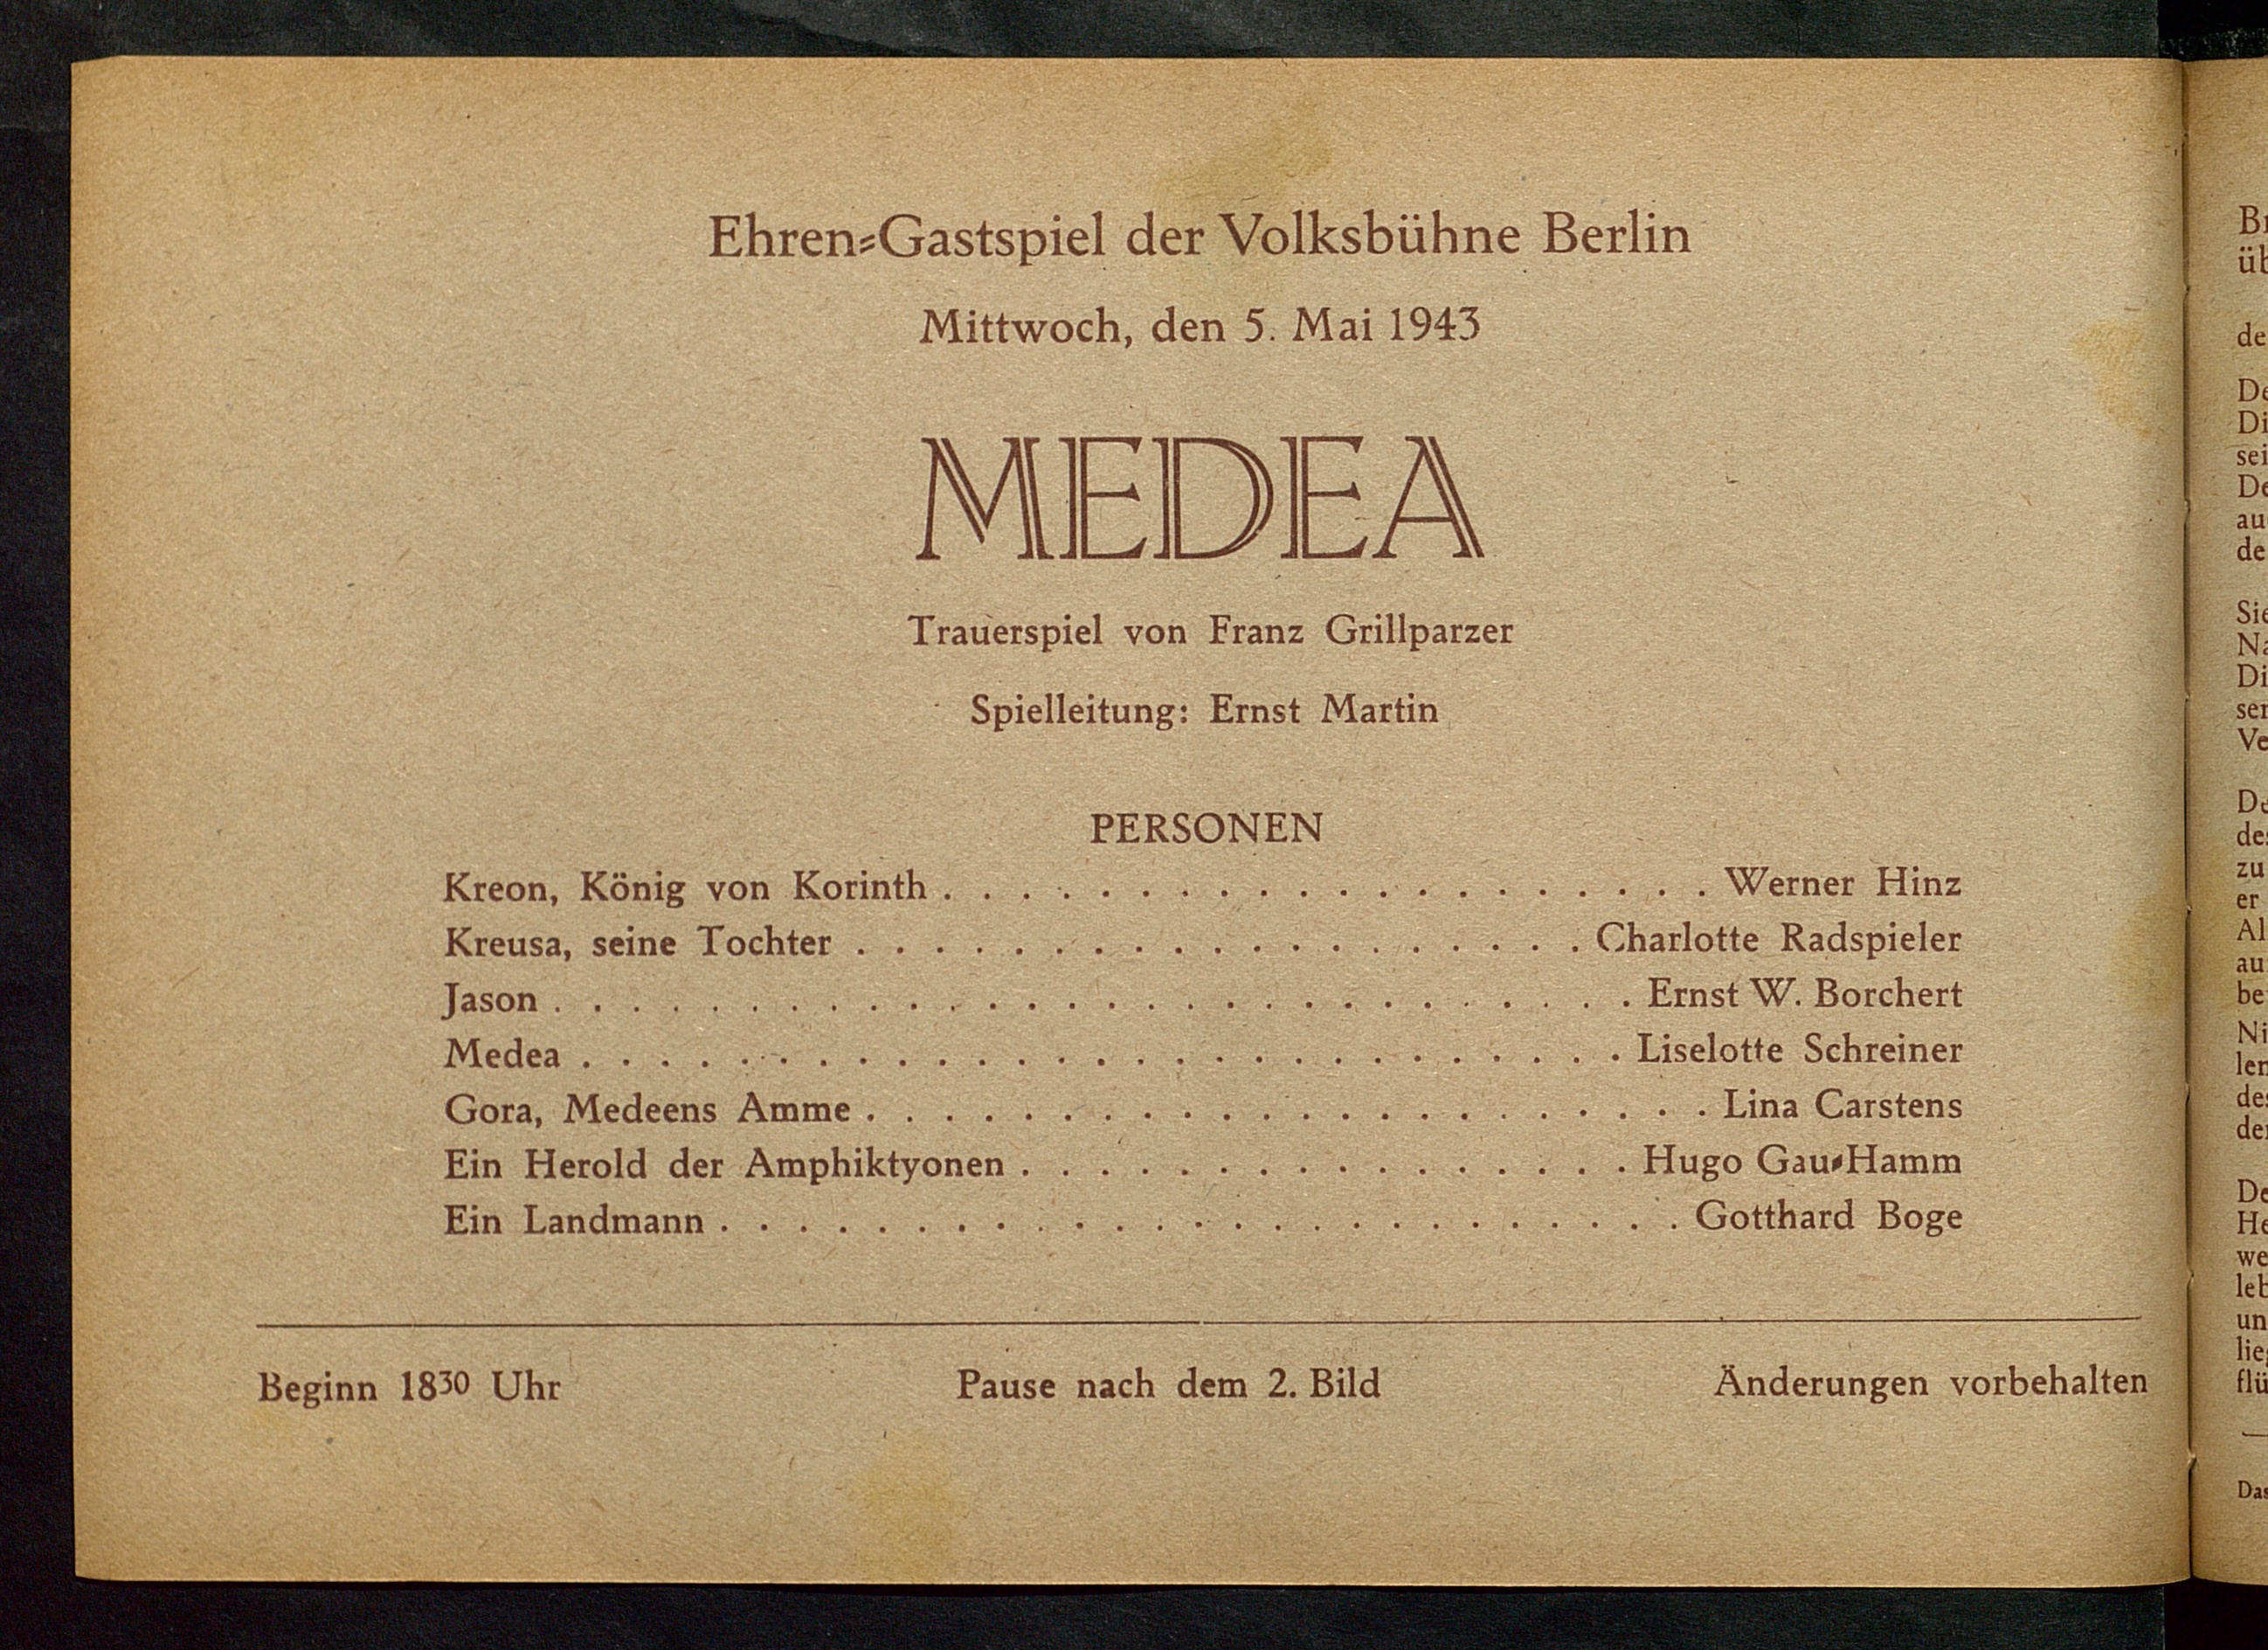 Ehren=Gastspiel der Volksbühne Berlin
Mittwoch, den 5. Mai 1943
MEDEA
Trauerspiel von Franz Grillparzer
Spielleitung: Ernst Martin
PERSONEN
Kreon, König von Korinth . . . . . . . . . . . . . . . . . . . . Werner Hinz
Kreusa, seine Tochter . . . . . . . . . . . . . . . . . . . Charlotte Radspieler
Jason . . . . . . . . . . . . . . . . . . . . . . . . . . . . Ernst W. Borchert
Medea . . . . . . . . . . . . . . . . . . . . . . . . . . . Liselotte Schreiner
Gora, Medeens Amme . . . . . . . . . . . . . . . . . . . . . . Lina Carstens
Ein Herold der Amphiktyonen . . . . . . . . . . . . . . . . Hugo Gau=Hamm
Ein Landmann . . . . . . . . . . . . . . . . . . . . . . . . . Gotthard Boge
Beginn 18³⁰ Uhr Pause nach dem 2. Bild Änderungen vorbehalten